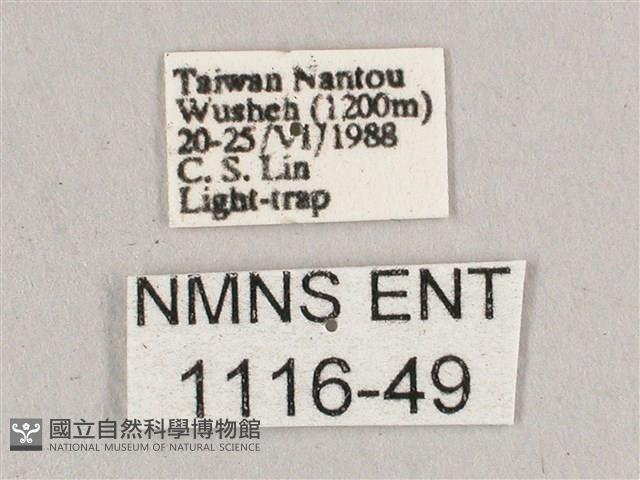 Taiwan Nantou
Wusheh (1200m)
20-25/VI/1988
C. S. Lin
Light-trap
NMNS ENT
1116-49
國立自然科學博物館
NATIONAL MUSEUM OF NATURAL SCIENCE